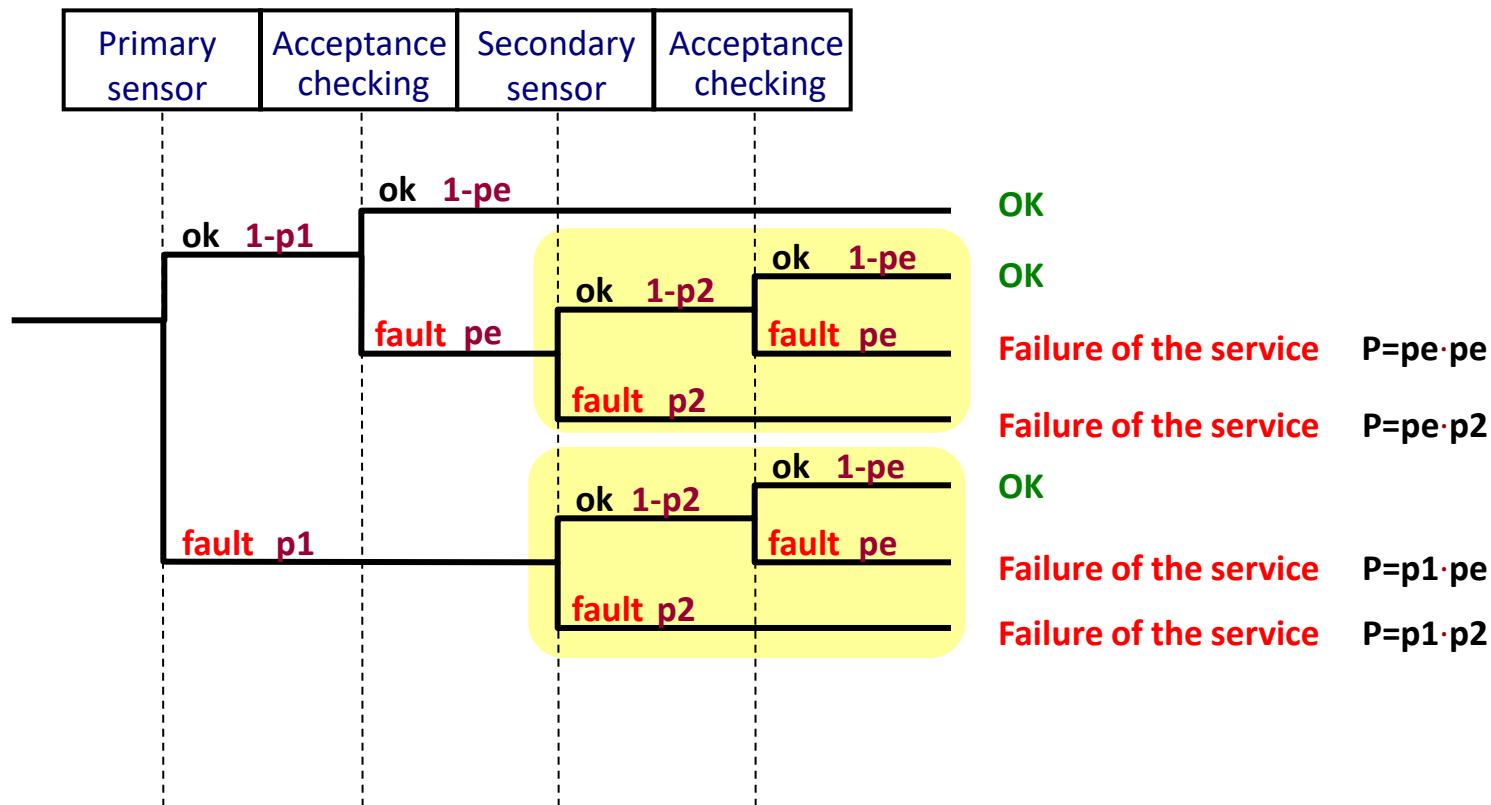 Primary sensor
Acceptance checking
Secondary sensor
Acceptance checking
ok 1-pe
OK
ok 1-p1
ok 1-pe
OK
ok 1-p2
fault pe
fault pe
Failure of the service P=pe·pe
fault p2
Failure of the service P=pe·p2
ok 1-pe
OK
ok 1-p2
fault p1
fault pe
Failure of the service P=p1·pe
fault p2
Failure of the service P=p1·p2